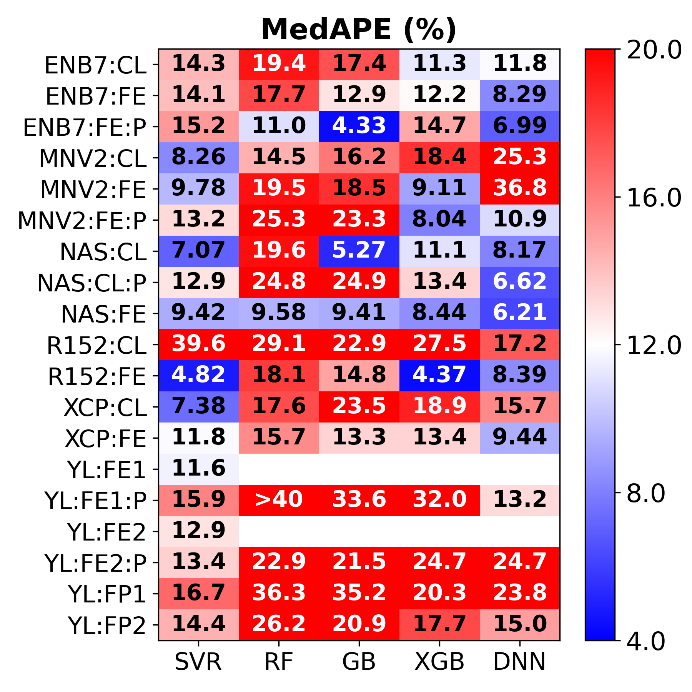 MedAPE (%)
ENB7:CL 14.3 19.4 17.4 11.3 11.8
ENB7:FE 14.1 17.7 12.9 12.2 8.29
ENB7:FE:P 15.2 11.0 4.33 14.7 6.99
MNV2:CL 8.26 14.5 16.2 18.4 25.3
MNV2:FE 9.78 19.5 18.5 9.11 36.8
MNV2:FE:P 13.2 25.3 23.3 8.04 10.9
NAS:CL 7.07 19.6 5.27 11.1 8.17
NAS:CL:P 12.9 24.8 24.9 13.4 6.62
NAS:FE 9.42 9.58 9.41 8.44 6.21
R152:CL 39.6 29.1 22.9 27.5 17.2
R152:FE 4.82 18.1 14.8 4.37 8.39
XCP:CL 7.38 17.6 23.5 18.9 15.7
XCP:FE 11.8 15.7 13.3 13.4 9.44
YL:FE1 11.6
YL:FE1:P 15.9 >40 33.6 32.0 13.2
YL:FE2 12.9
YL:FE2:P 13.4 22.9 21.5 24.7 24.7
YL:FP1 16.7 36.3 35.2 20.3 23.8
YL:FP2 14.4 26.2 20.9 17.7 15.0
SVR RF GB XGB DNN
20.0
16.0
12.0
8.0
4.0